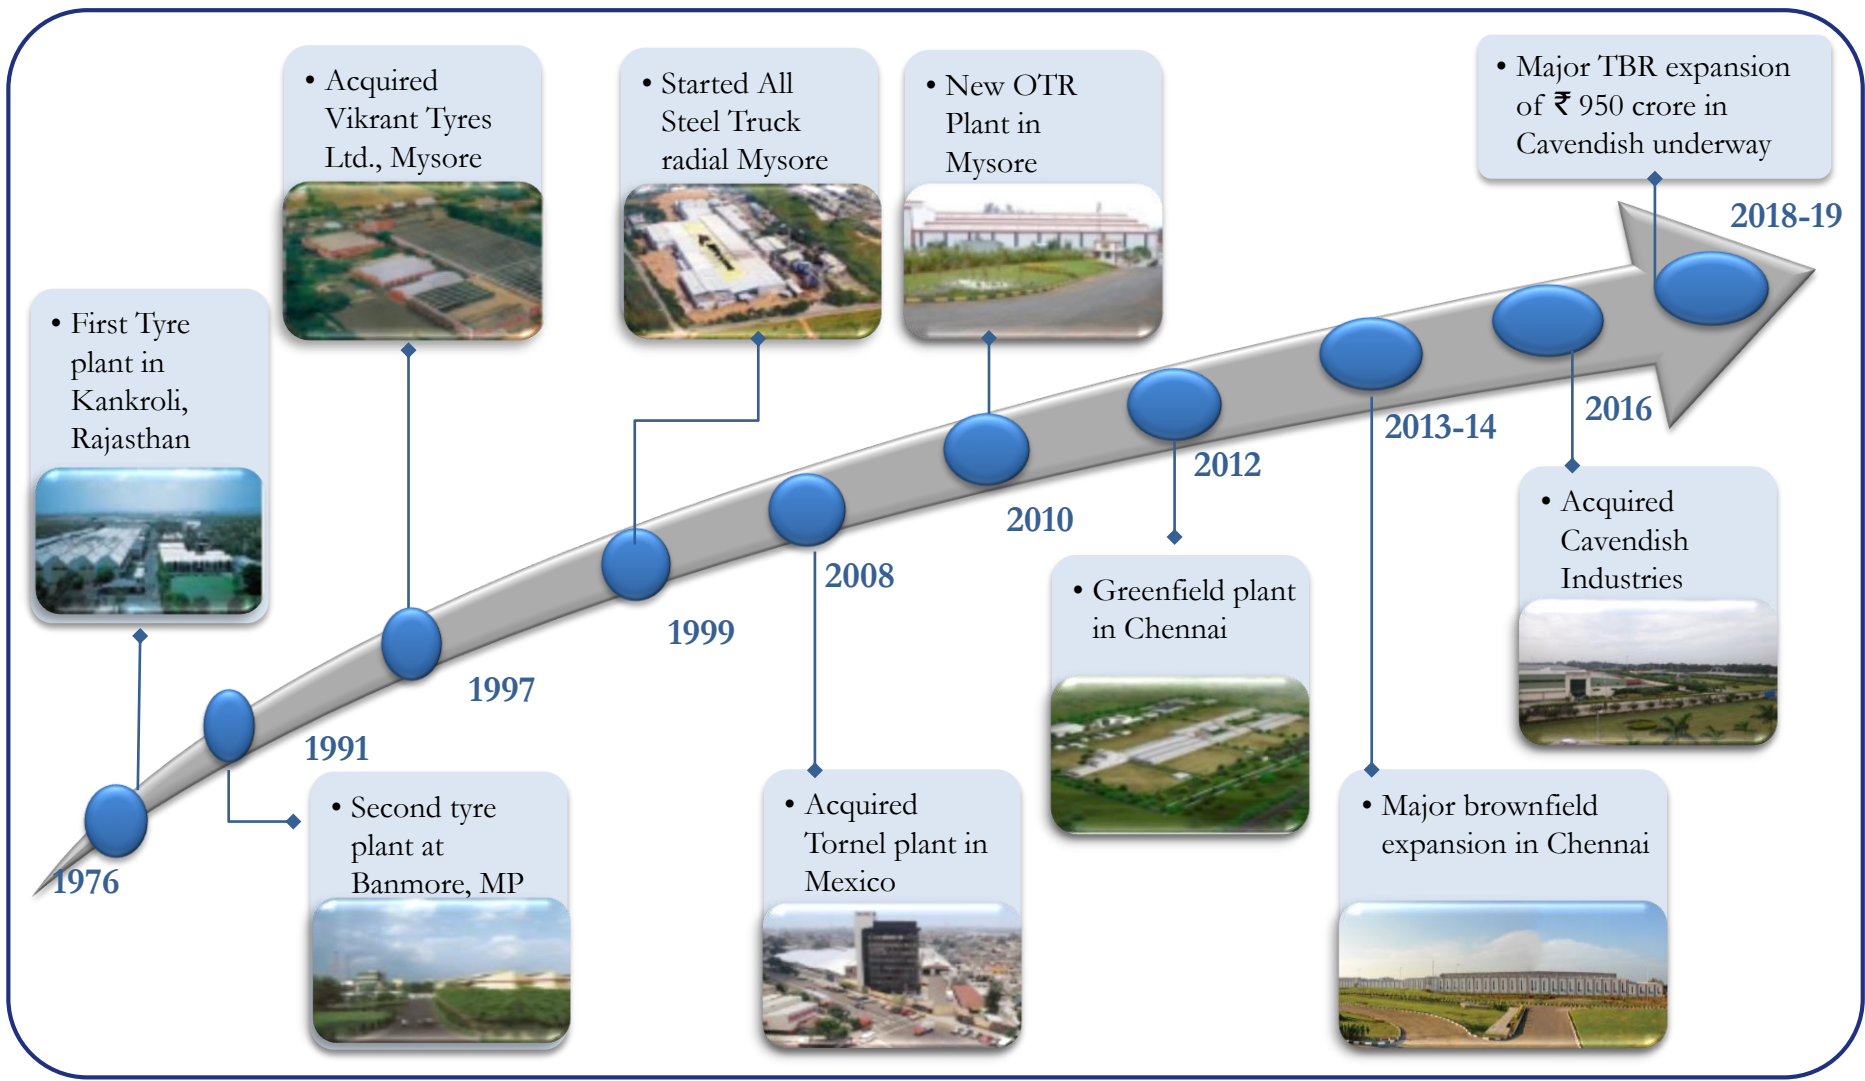 • First Tyre
plant in
Kankroli,
Rajasthan
1976
1991
• Second tyre
plant at
Banmore, MP
• Acquired
Vikrant Tyres
Ltd., Mysore
1997
• Started All
Steel Truck
radial Mysore
1999
2008
• Acquired
Tornel plant in
Mexico
• New OTR
Plant in
Mysore
2010
2012
• Greenfield plant
in Chennai
2013-14
• Major brownfield
expansion in Chennai
2016
• Acquired
Cavendish
Industries
• Major TBR expansion
of ₹ 950 crore in
Cavendish underway
2018-19